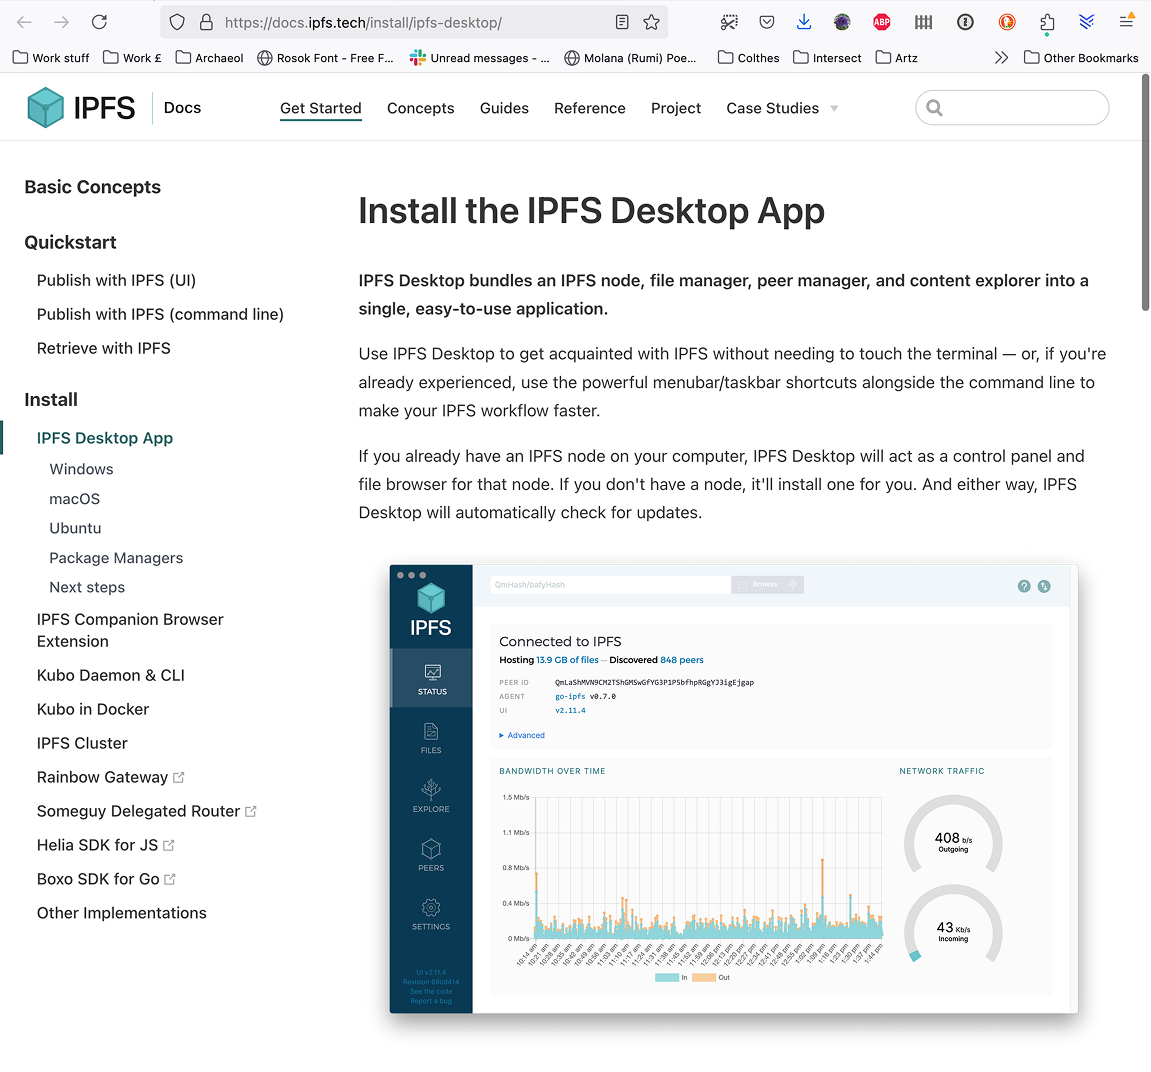 https://docs.ipfs.tech/install/ipfs-desktop/
ABP
Work stuff
Work £
Archaeol
Rosok Font - Free F...
Unread messages - ...
Molana (Rumi) Poe...
Colthes
Intersect
Artz
Other Bookmarks
IPFS
Docs
Get Started
Concepts
Guides
Reference
Project
Case Studies
Basic Concepts
Quickstart
Publish with IPFS (UI)
Publish with IPFS (command line)
Retrieve with IPFS
Install
IPFS Desktop App
Windows
macOS
Ubuntu
Package Managers
Next steps
IPFS Companion Browser
Extension
Kubo Daemon & CLI
Kubo in Docker
IPFS Cluster
Rainbow Gateway
Someguy Delegated Router
Helia SDK for JS
Boxo SDK for Go
Other Implementations
Install the IPFS Desktop App
IPFS Desktop bundles an IPFS node, file manager, peer manager, and content explorer into a
single, easy-to-use application.
Use IPFS Desktop to get acquainted with IPFS without needing to touch the terminal — or, if you're
already experienced, use the powerful menubar/taskbar shortcuts alongside the command line to
make your IPFS workflow faster.
If you already have an IPFS node on your computer, IPFS Desktop will act as a control panel and
file browser for that node. If you don't have a node, it'll install one for you. And either way, IPFS
Desktop will automatically check for updates.
IPFS
STATUS
FILES
EXPLORE
PEERS
SETTINGS
UI v2.11.4
Revision 69cd414
See the code
Report a bug
QmHash/bafyHash
Browse
Connected to IPFS
Hosting 13.9 GB of files — Discovered 848 peers
PEER ID QmLaShMVN9CM2TShGMSwGfYG3P1P5bfhpRGgYJ3igEjgap
AGENT go-ipfs v0.7.0
UI v2.11.4
Advanced
BANDWIDTH OVER TIME
1.5 Mb/s
1.1 Mb/s
0.8 Mb/s
0.4 Mb/s
0 Mb/s
10:14 am
10:21 am
10:28 am
10:35 am
10:42 am
10:49 am
10:56 am
11:03 am
11:10 am
11:17 am
11:24 am
11:31 am
11:38 am
11:45 am
11:52 am
11:59 am
12:06 pm
12:13 pm
12:20 pm
12:27 pm
12:34 pm
12:41 pm
12:48 pm
12:55 pm
1:02 pm
1:09 pm
1:16 pm
1:23 pm
1:30 pm
1:37 pm
1:44 pm
In
Out
NETWORK TRAFFIC
408 b/s
Outgoing
43 Kb/s
Incoming